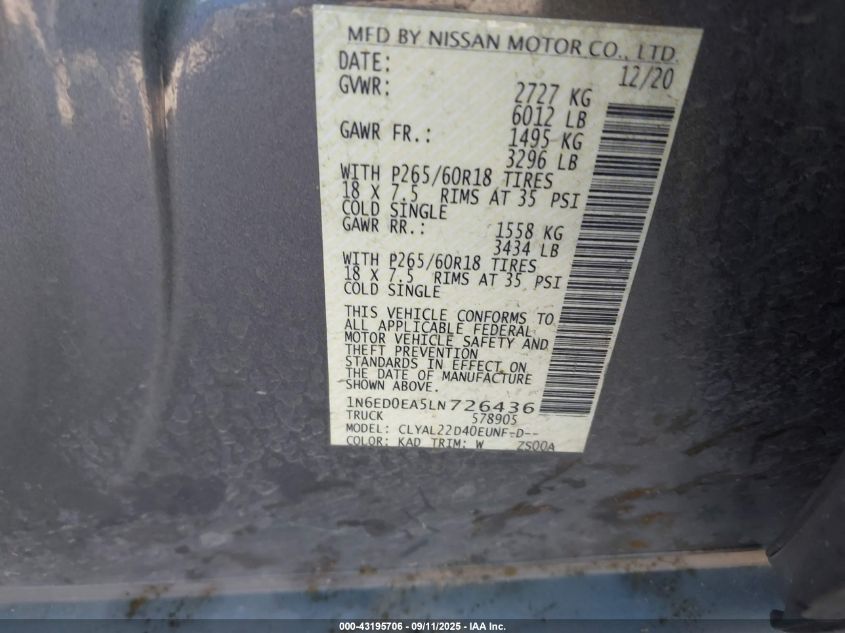 MFD BY NISSAN MOTOR CO., LTD.
DATE: 12/20
GVWR: 2727 KG
6012 LB
GAWR FR.: 1495 KG
3296 LB
WITH P265/60R18 TIRES
18 X 7.5 RIMS AT 35 PSI
COLD SINGLE
GAWR RR.: 1558 KG
3434 LB
WITH P265/60R18 TIRES
18 X 7.5 RIMS AT 35 PSI
COLD SINGLE
THIS VEHICLE CONFORMS TO
ALL APPLICABLE FEDERAL
MOTOR VEHICLE SAFETY AND
THEFT PREVENTION
STANDARDS IN EFFECT ON
THE DATE OF MANUFACTURE
SHOWN ABOVE.
1N6ED0EA5LN726436
TRUCK 578905
MODEL: CLYAL22D40EUNF-D--
COLOR: KAD TRIM: W ZS00A
000-43195706 - 09/11/2025 - IAA Inc.